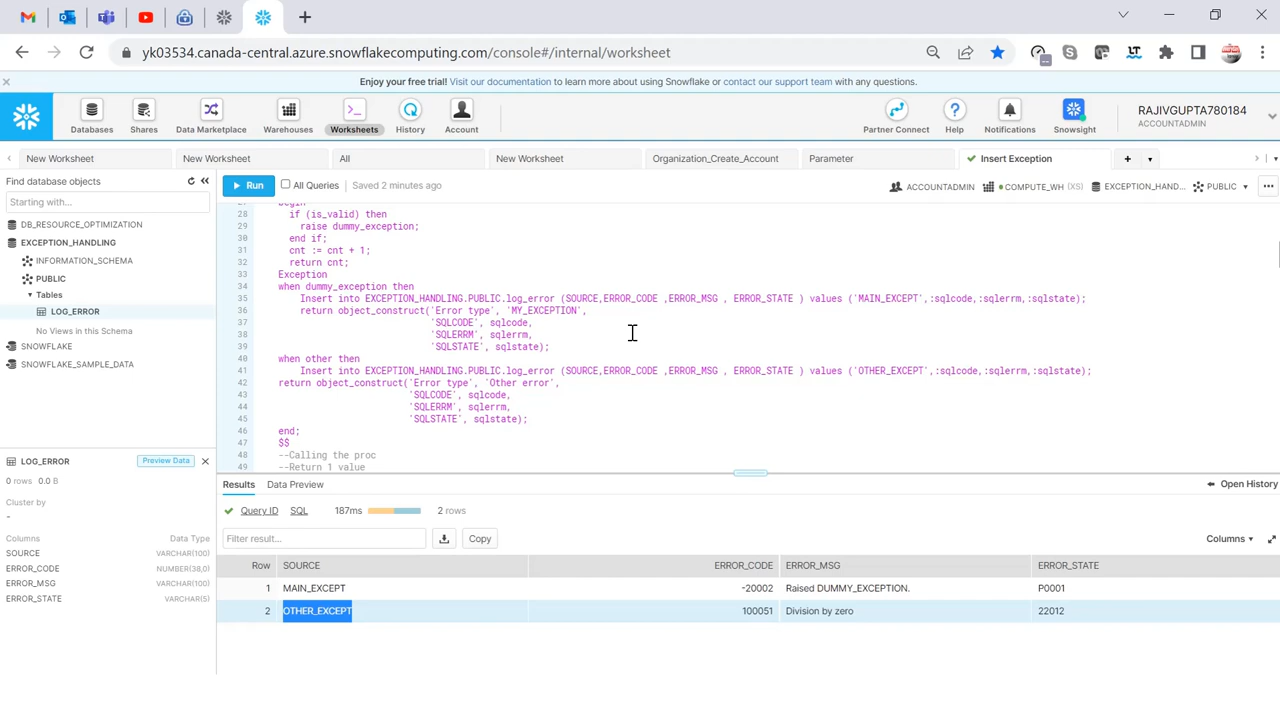 yk03534.canada-central.azure.snowflakecomputing.com/console#/internal/worksheet
Enjoy your free trial! Visit our documentation to learn more about using Snowflake or contact our support team with any questions.
Databases Shares Data Marketplace Warehouses Worksheets History Account Partner Connect Help Notifications Snowsight
RAJIVGUPTA780184
ACCOUNTADMIN
New Worksheet New Worksheet All New Worksheet Organization_Create_Account Parameter Insert Exception
Find database objects
Starting with...
DB_RESOURCE_OPTIMIZATION
EXCEPTION_HANDLING
INFORMATION_SCHEMA
PUBLIC
Tables
LOG_ERROR
No Views in this Schema
SNOWFLAKE
SNOWFLAKE_SAMPLE_DATA
Run All Queries Saved 2 minutes ago ACCOUNTADMIN COMPUTE_WH (XS) EXCEPTION_HAND... PUBLIC
27 begin
28 if (is_valid) then
29 raise dummy_exception;
30 end if;
31 cnt := cnt + 1;
32 return cnt;
33 Exception
34 when dummy_exception then
35 Insert into EXCEPTION_HANDLING.PUBLIC.log_error (SOURCE,ERROR_CODE ,ERROR_MSG , ERROR_STATE ) values ('MAIN_EXCEPT',:sqlcode,:sqlerrm,:sqlstate);
36 return object_construct('Error type', 'MY_EXCEPTION',
37 'SQLCODE', sqlcode,
38 'SQLERRM', sqlerrm,
39 'SQLSTATE', sqlstate);
40 when other then
41 Insert into EXCEPTION_HANDLING.PUBLIC.log_error (SOURCE,ERROR_CODE ,ERROR_MSG , ERROR_STATE ) values ('OTHER_EXCEPT',:sqlcode,:sqlerrm,:sqlstate);
42 return object_construct('Error type', 'Other error',
43 'SQLCODE', sqlcode,
44 'SQLERRM', sqlerrm,
45 'SQLSTATE', sqlstate);
46 end;
47 $$
48 --Calling the proc
49 --Return 1 value
LOG_ERROR Preview Data
0 rows 0.0 B
Cluster by
-
Columns Data Type
SOURCE VARCHAR(100)
ERROR_CODE NUMBER(38,0)
ERROR_MSG VARCHAR(100)
ERROR_STATE VARCHAR(5)
Results Data Preview Open History
Query ID SQL 187ms 2 rows
Filter result... Copy Columns
Row SOURCE ERROR_CODE ERROR_MSG ERROR_STATE
1 MAIN_EXCEPT -20002 Raised DUMMY_EXCEPTION. P0001
2 OTHER_EXCEPT 100051 Division by zero 22012